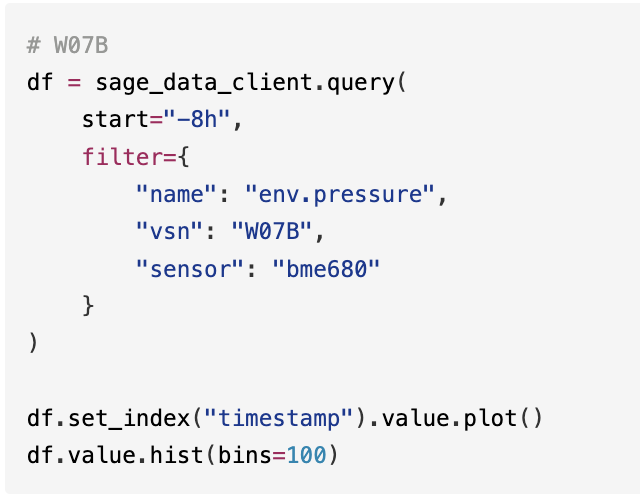 # W07B
df = sage_data_client.query(
    start="-8h",
    filter={
        "name": "env.pressure",
        "vsn": "W07B",
        "sensor": "bme680"
    }
)

df.set_index("timestamp").value.plot()
df.value.hist(bins=100)